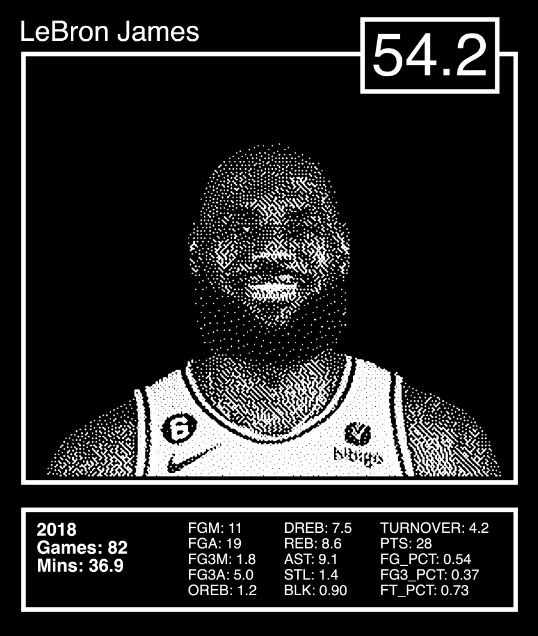 LeBron James
54.2
6
2018
Games: 82
Mins: 36.9
FGM: 11
FGA: 19
FG3M: 1.8
FG3A: 5.0
OREB: 1.2
DREB: 7.5
REB: 8.6
AST: 9.1
STL: 1.4
BLK: 0.90
TURNOVER: 4.2
PTS: 28
FG_PCT: 0.54
FG3_PCT: 0.37
FT_PCT: 0.73